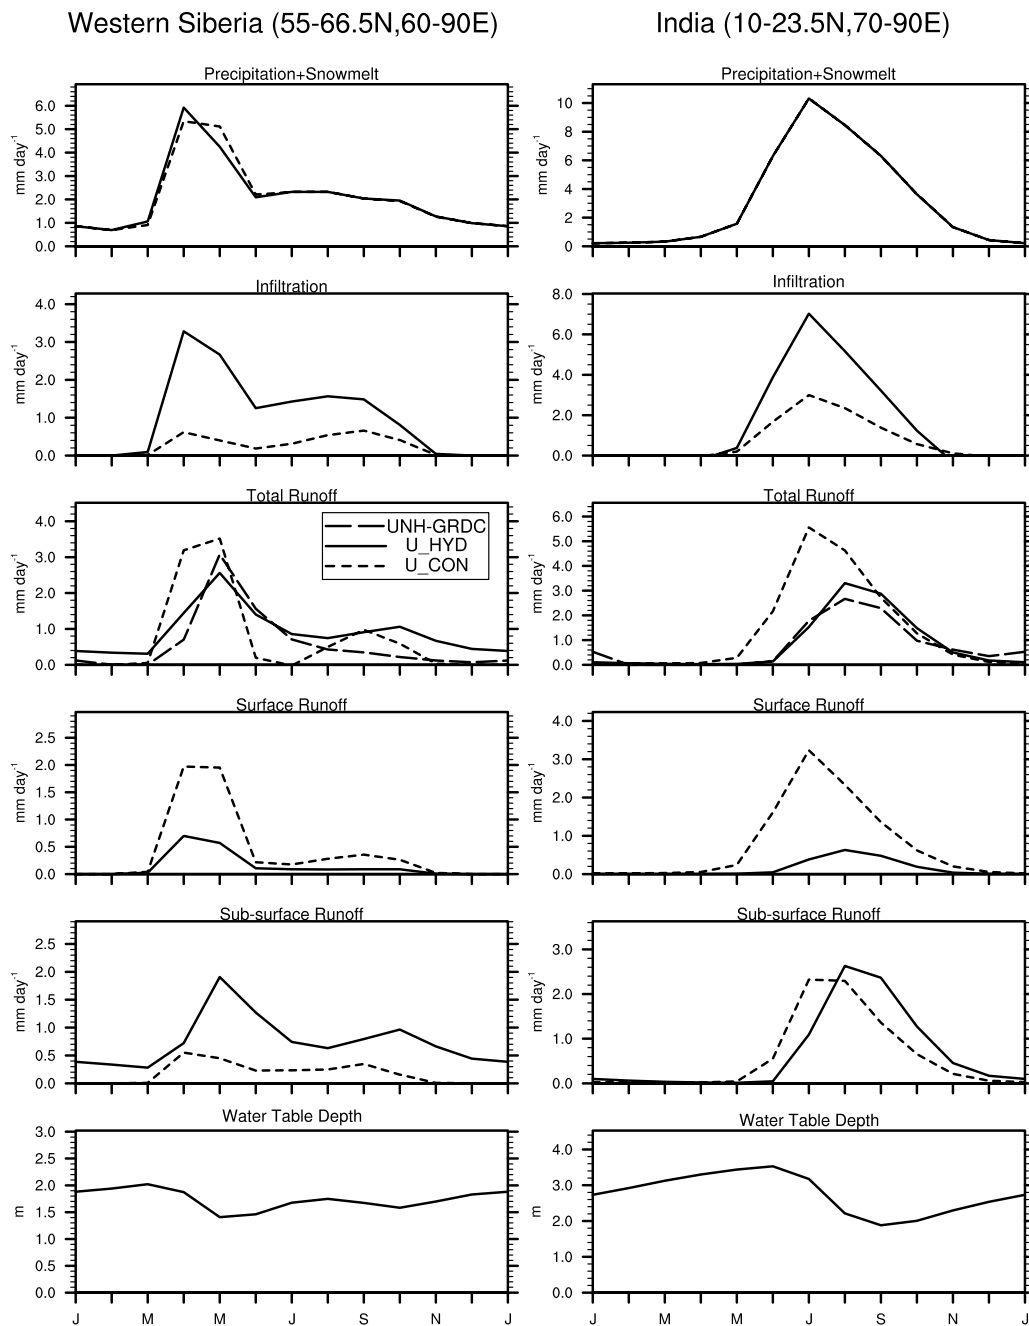 Western Siberia (55-66.5N,60-90E)
India (10-23.5N,70-90E)
Precipitation+Snowmelt
6.0
5.0
4.0
3.0
2.0
1.0
0.0
mm day-1
Precipitation+Snowmelt
10
8
6
4
2
0
mm day-1
Infiltration
4.0
3.0
2.0
1.0
0.0
mm day-1
Infiltration
8.0
6.0
4.0
2.0
0.0
mm day-1
Total Runoff
4.0
3.0
2.0
1.0
0.0
mm day-1
UNH-GRDC
U_HYD
U_CON
Total Runoff
6.0
5.0
4.0
3.0
2.0
1.0
0.0
mm day-1
Surface Runoff
2.5
2.0
1.5
1.0
0.5
0.0
mm day-1
Surface Runoff
4.0
3.0
2.0
1.0
0.0
mm day-1
Sub-surface Runoff
2.5
2.0
1.5
1.0
0.5
0.0
mm day-1
Sub-surface Runoff
3.0
2.0
1.0
0.0
mm day-1
Water Table Depth
3.0
2.5
2.0
1.5
1.0
0.5
0.0
m
J M M J S N J
Water Table Depth
4.0
3.0
2.0
1.0
0.0
m
J M M J S N J